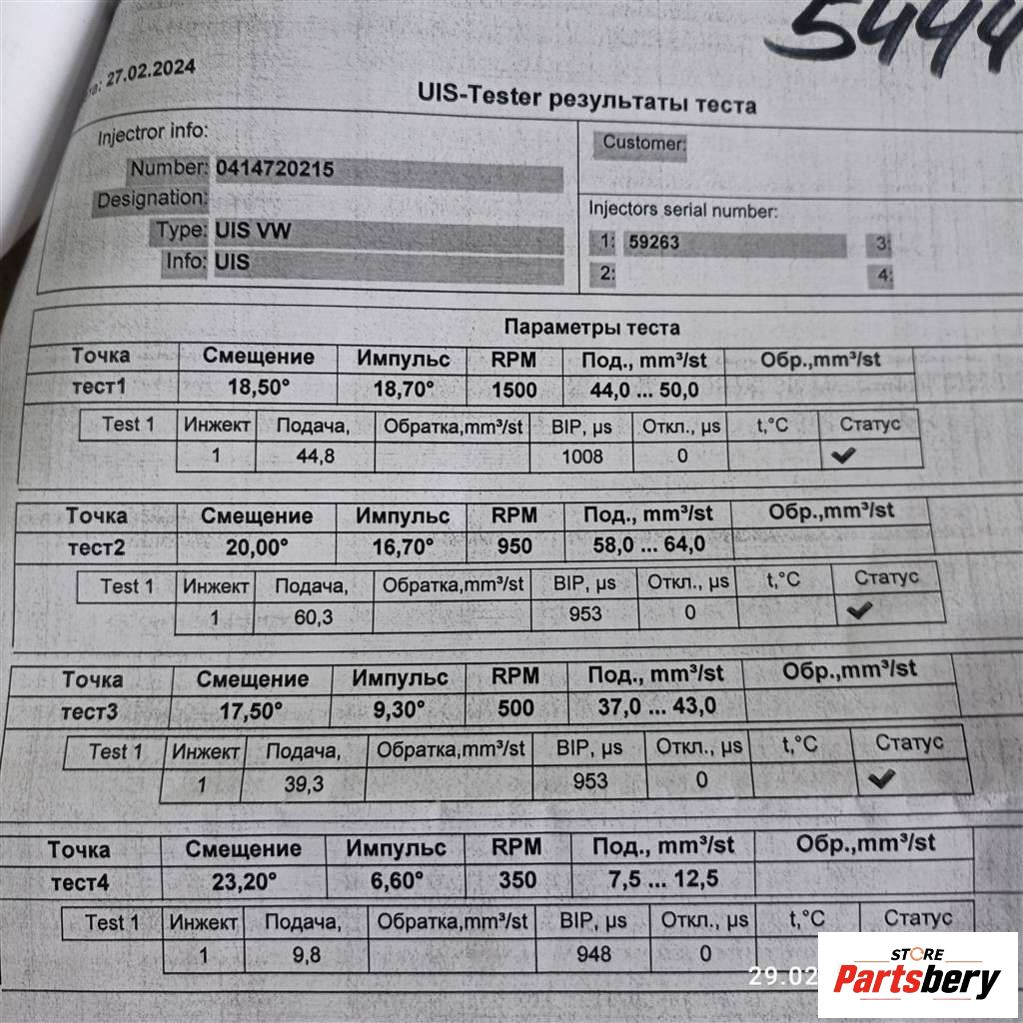 5444
27.02.2024
UIS-Tester результаты теста
Injectror info:
Customer:
Number: 0414720215
Designation:
Type: UIS VW
Info: UIS
Injectors serial number:
1: 59263 3:
2: 4:
Параметры теста
Точка Смещение Импульс RPM Под., mm³/st Обр.,mm³/st
тест1 18,50° 18,70° 1500 44,0 ... 50,0
Test 1 Инжект Подача, Обратка,mm³/st BIP, µs Откл., µs t,°C Статус
1 44,8 1008 0 ✔
Точка Смещение Импульс RPM Под., mm³/st Обр.,mm³/st
тест2 20,00° 16,70° 950 58,0 ... 64,0
Test 1 Инжект Подача, Обратка,mm³/st BIP, µs Откл., µs t,°C Статус
1 60,3 953 0 ✔
Точка Смещение Импульс RPM Под., mm³/st Обр.,mm³/st
тест3 17,50° 9,30° 500 37,0 ... 43,0
Test 1 Инжект Подача, Обратка,mm³/st BIP, µs Откл., µs t,°C Статус
1 39,3 953 0 ✔
Точка Смещение Импульс RPM Под., mm³/st Обр.,mm³/st
тест4 23,20° 6,60° 350 7,5 ... 12,5
Test 1 Инжект Подача, Обратка,mm³/st BIP, µs Откл., µs t,°C Статус
1 9,8 948 0
29.02
STORE
Partsbery